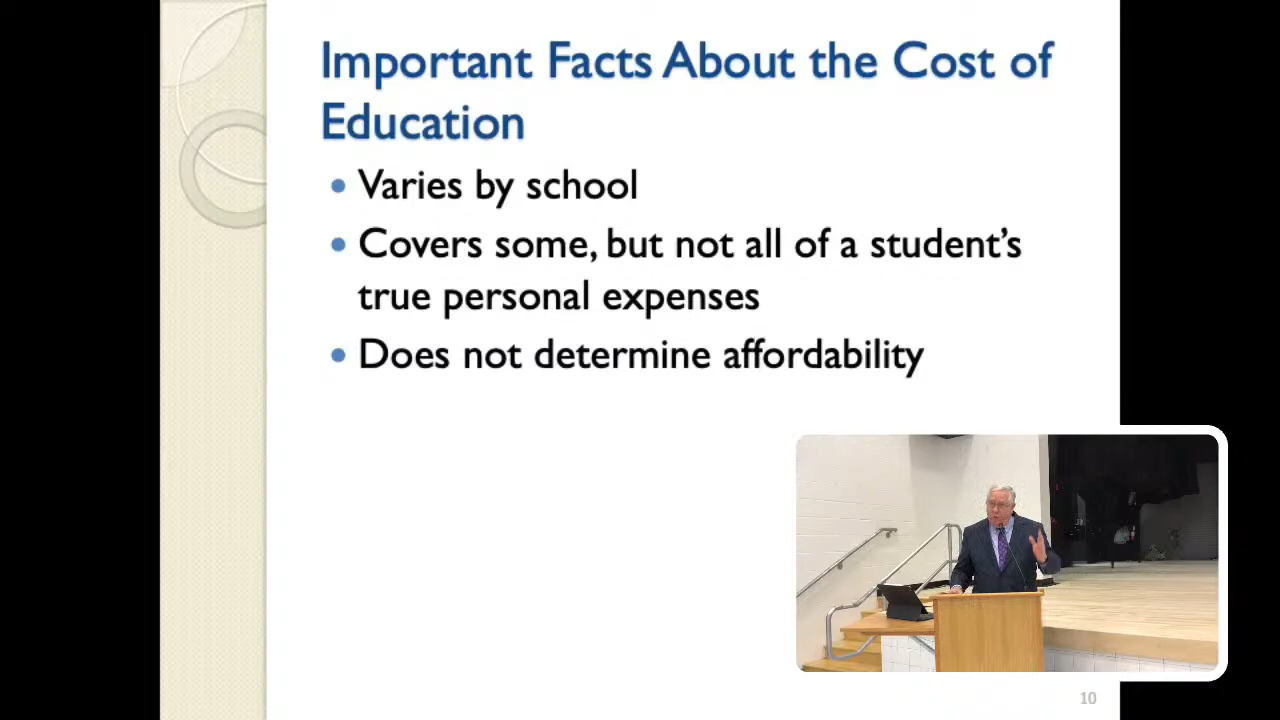 Important Facts About the Cost of
Education
• Varies by school
• Covers some, but not all of a student's
true personal expenses
• Does not determine affordability
10